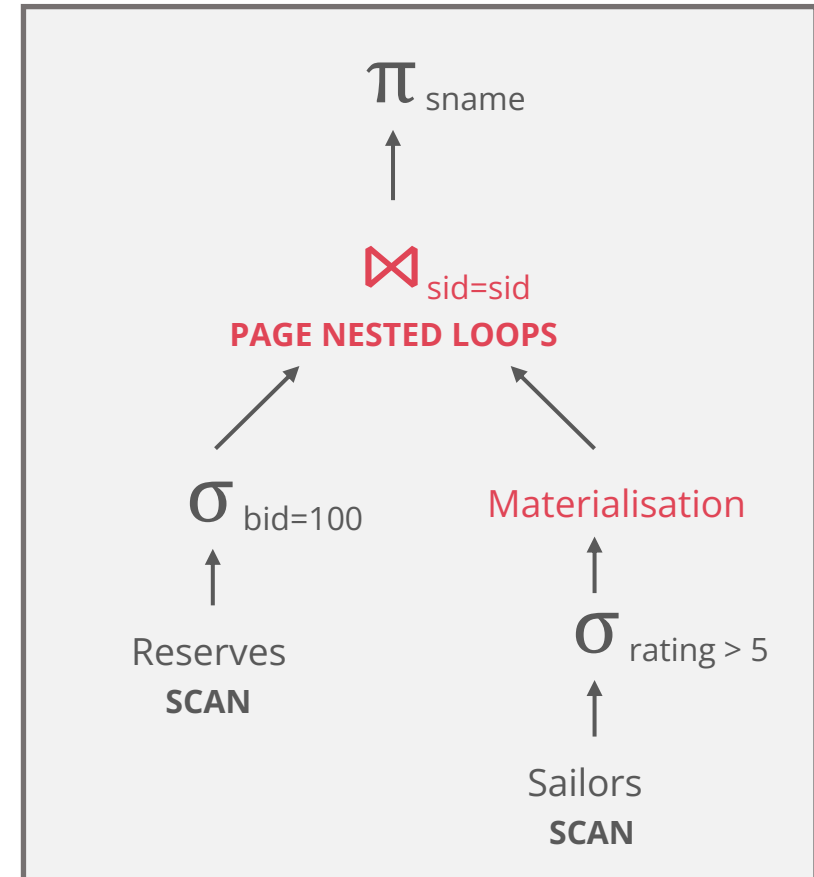 π sname
⋈ sid=sid
PAGE NESTED LOOPS
σ bid=100
Materialisation
Reserves
SCAN
σ rating > 5
Sailors
SCAN